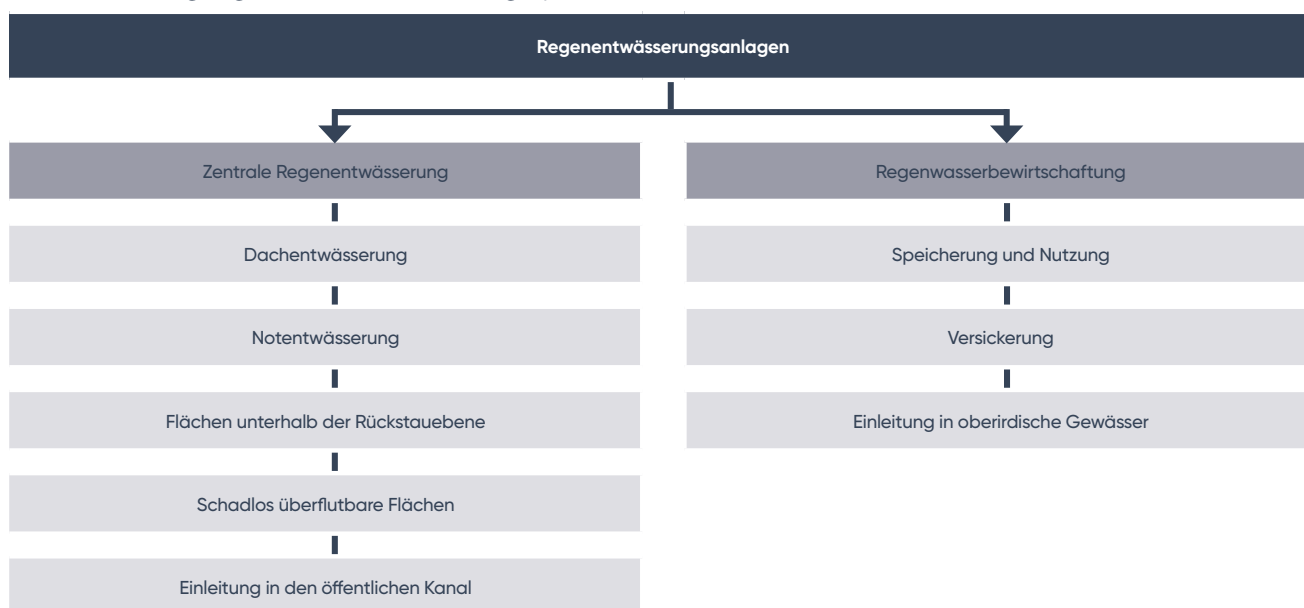 Regenentwässerungsanlagen
Zentrale Regenentwässerung
Dachentwässerung
Notentwässerung
Flächen unterhalb der Rückstauebene
Schadlos überflutbare Flächen
Einleitung in den öffentlichen Kanal
Regenwasserbewirtschaftung
Speicherung und Nutzung
Versickerung
Einleitung in oberirdische Gewässer